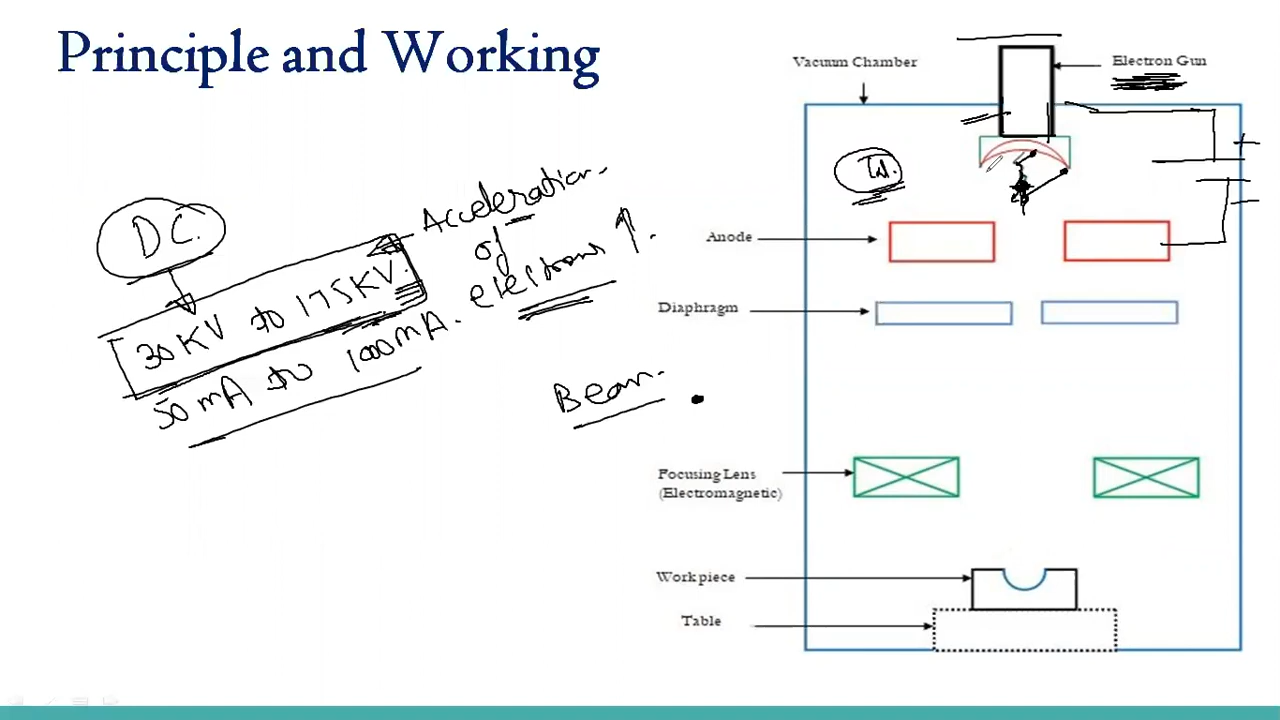 Principle and Working
Vacuum Chamber
Electron Gun
DC.
Acceleration
of
electrons ↑.
30KV to 175KV.
50mA to 1000mA.
Beam.
+
-
Anode
Diaphragm
Focusing Lens
(Electromagnetic)
Workpiece
Table